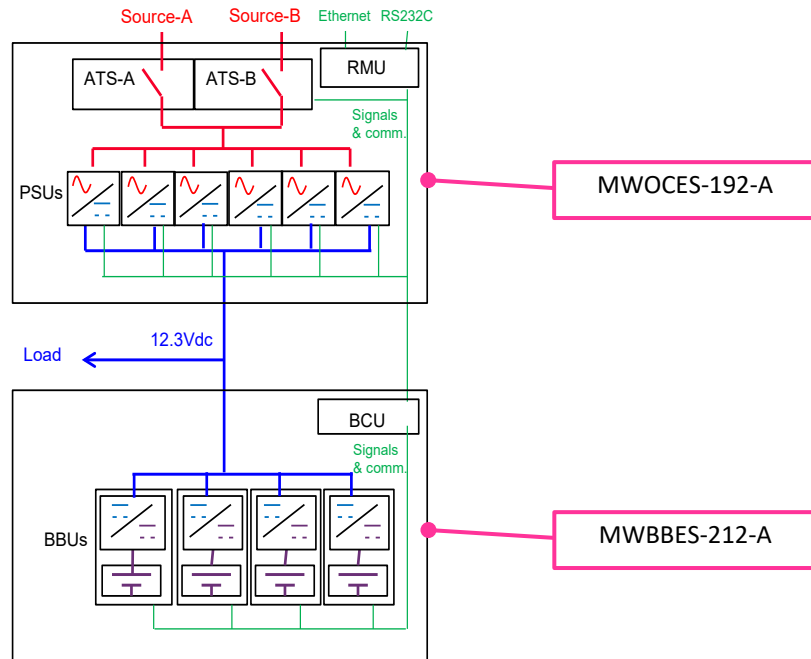 Source-A
Source-B
Ethernet
RS232C
ATS-A
ATS-B
RMU
Signals
& comm.
PSUs
MWOCES-192-A
12.3Vdc
Load
BCU
Signals
& comm.
BBUs
MWBBES-212-A